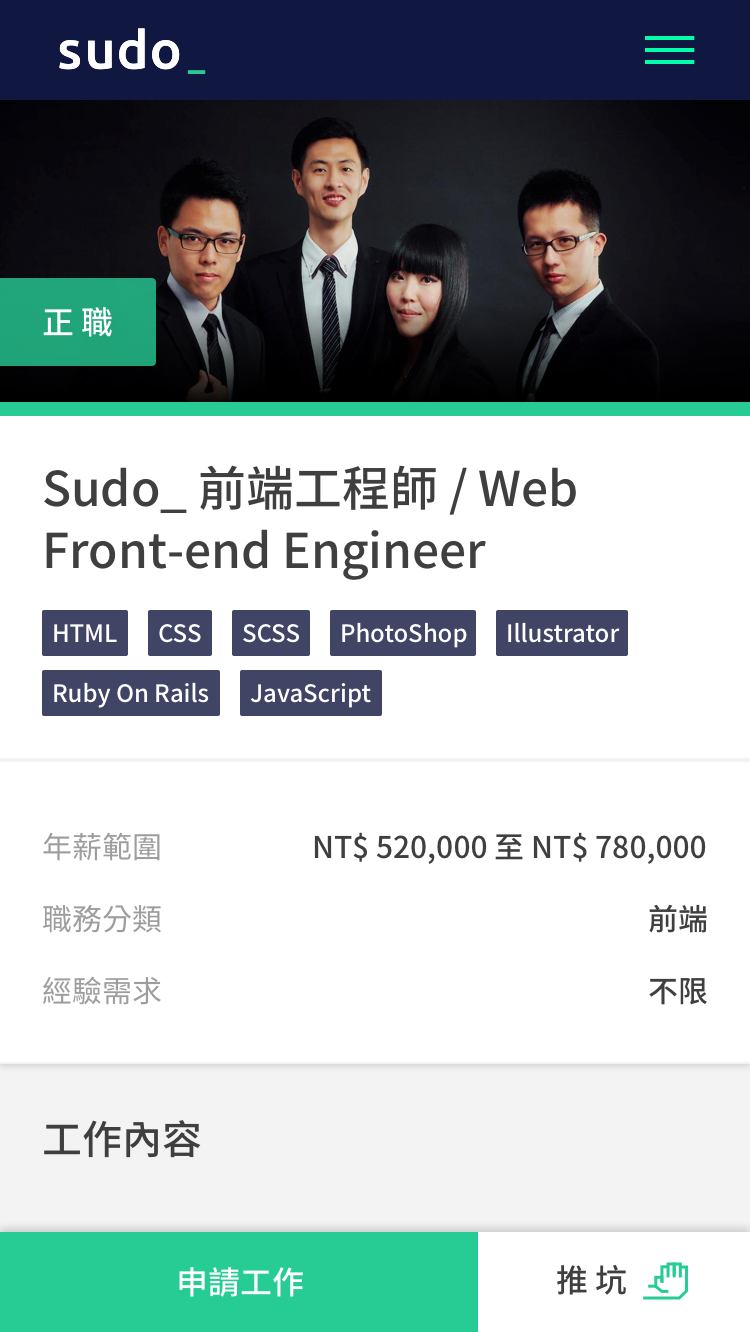 sudo_
正職
Sudo_ 前端工程師 / Web
Front-end Engineer
HTML CSS SCSS PhotoShop Illustrator
Ruby On Rails JavaScript
年薪範圍 NT$ 520,000 至 NT$ 780,000
職務分類 前端
經驗需求 不限
工作內容
申請工作 推坑